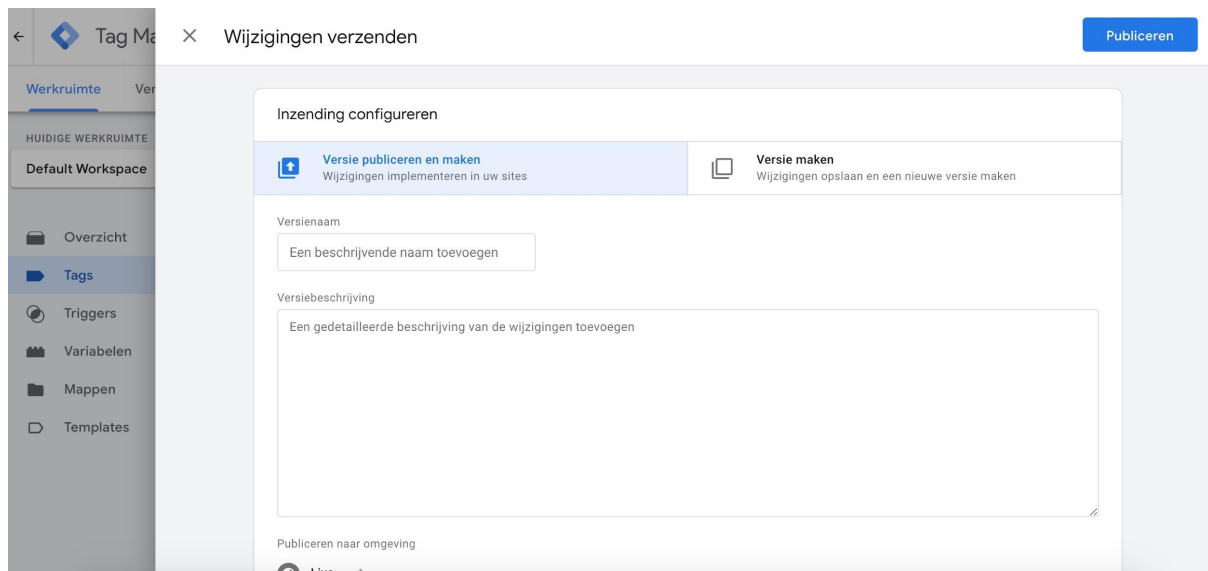 Tag Ma
Wijzigingen verzenden
Publiceren
Werkruimte
Ver
HUIDIGE WERKRUIMTE
Default Workspace
Overzicht
Tags
Triggers
Variabelen
Mappen
Templates
Inzending configureren
Versie publiceren en maken
Wijzigingen implementeren in uw sites
Versie maken
Wijzigingen opslaan en een nieuwe versie maken
Versienaam
Een beschrijvende naam toevoegen
Versiebeschrijving
Een gedetailleerde beschrijving van de wijzigingen toevoegen
Publiceren naar omgeving
Live